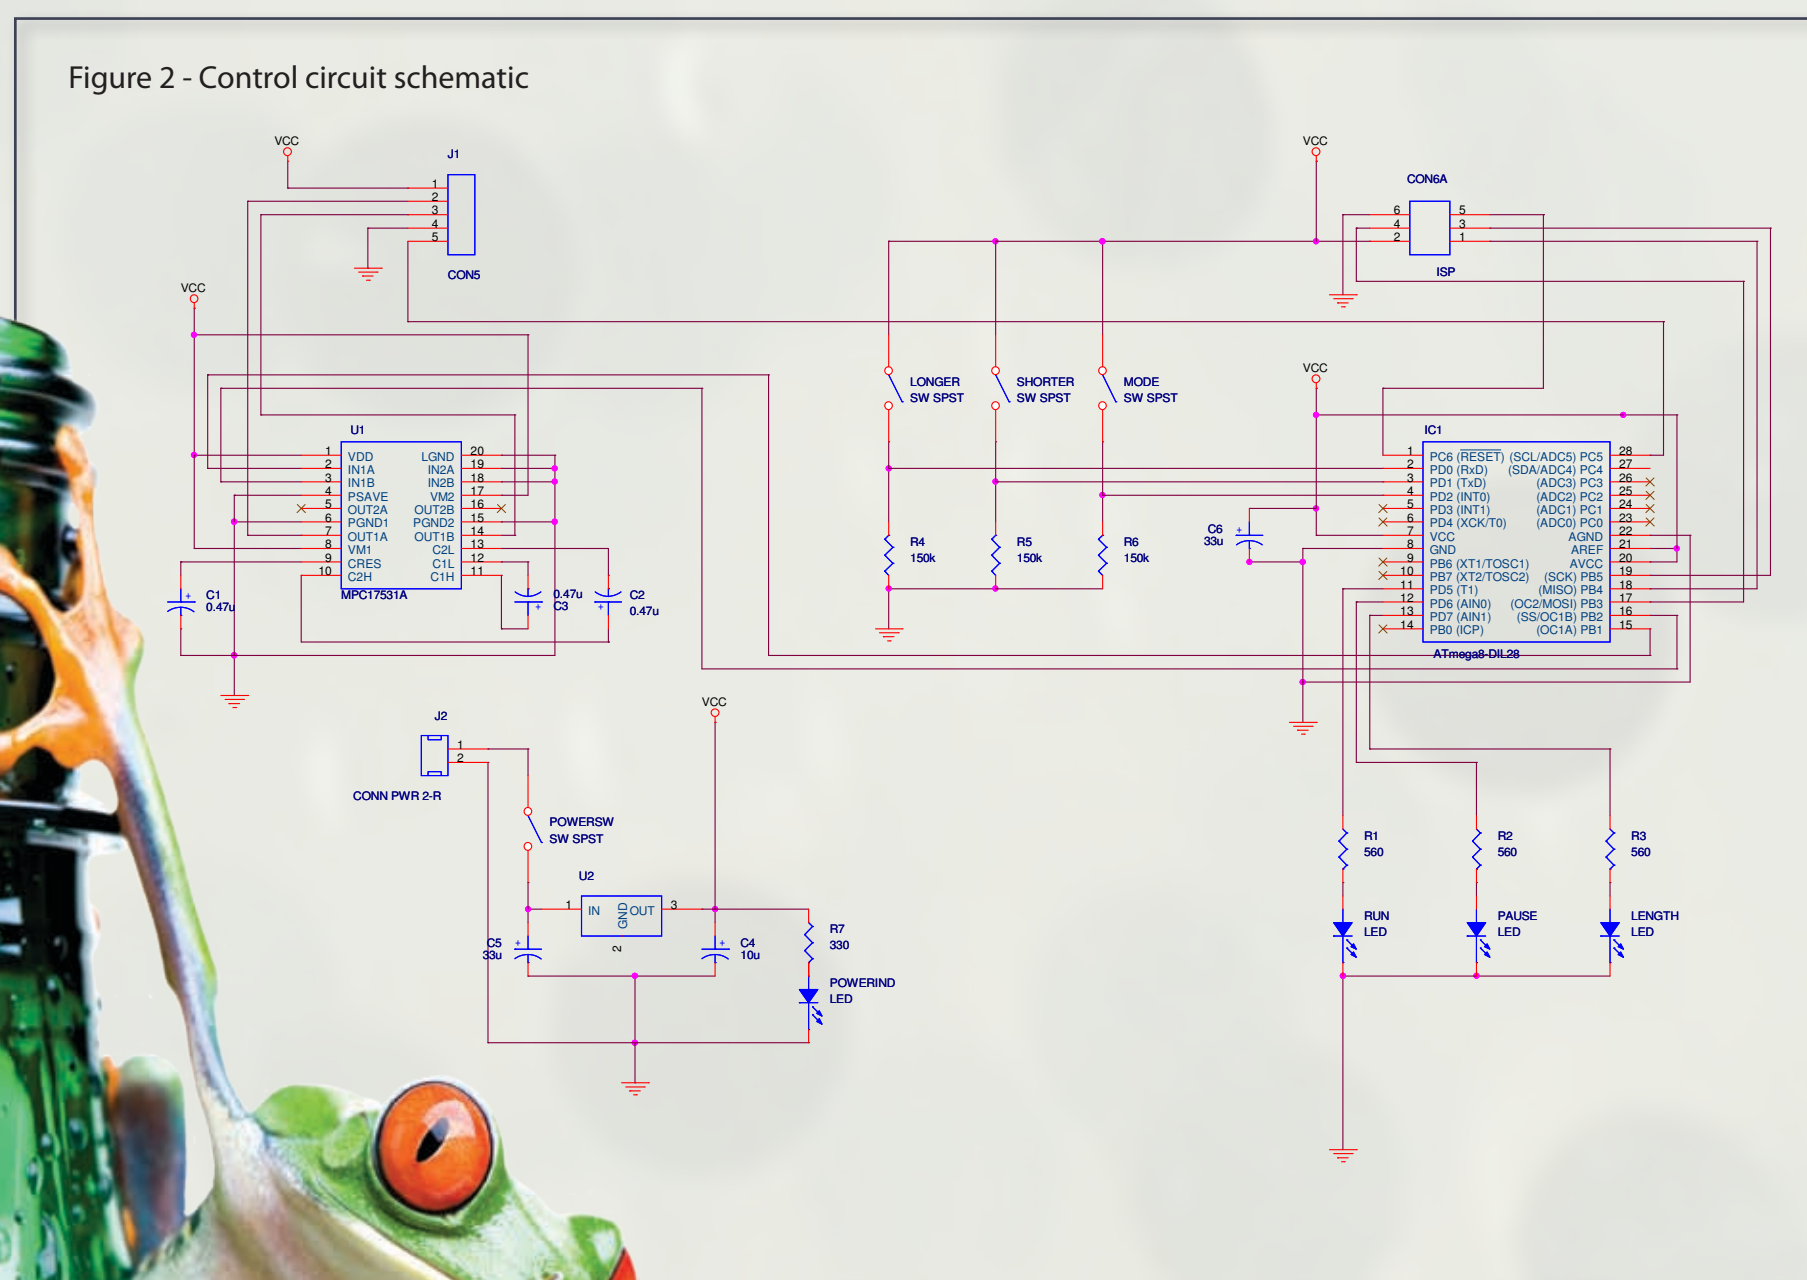 Figure 2 - Control circuit schematic
VCC
J1
1
2
3
4
5
CON5
VCC
U1
1 VDD LGND 20
2 IN1A IN2A 19
3 IN1B IN2B 18
4 PSAVE VM2 17
5 OUT2A OUT2B 16
6 PGND1 PGND2 15
7 OUT1A OUT1B 14
8 VM1 C2L 13
9 CRES C1L 12
10 C2H C1H 11
MPC17531A
C1
0.47u
0.47u
C3
C2
0.47u
VCC
CON6A
6 5
4 3
2 1
ISP
LONGER
SW SPST
SHORTER
SW SPST
MODE
SW SPST
R4
150k
R5
150k
R6
150k
VCC
C6
33u
IC1
1 PC6 (RESET) (SCL/ADC5) PC5 28
2 PD0 (RxD) (SDA/ADC4) PC4 27
3 PD1 (TxD) (ADC3) PC3 26
4 PD2 (INT0) (ADC2) PC2 25
5 PD3 (INT1) (ADC1) PC1 24
6 PD4 (XCK/T0) (ADC0) PC0 23
7 VCC AGND 22
8 GND AREF 21
9 PB6 (XT1/TOSC1) AVCC 20
10 PB7 (XT2/TOSC2) (SCK) PB5 19
11 PD5 (T1) (MISO) PB4 18
12 PD6 (AIN0) (OC2/MOSI) PB3 17
13 PD7 (AIN1) (SS/OC1B) PB2 16
14 PB0 (ICP) (OC1A) PB1 15
ATmega8-DIL28
J2
1
2
CONN PWR 2-R
VCC
POWERSW
SW SPST
U2
1 IN GND OUT 3
2
C5
33u
C4
10u
R7
330
POWERIND
LED
R1
560
R2
560
R3
560
RUN
LED
PAUSE
LED
LENGTH
LED